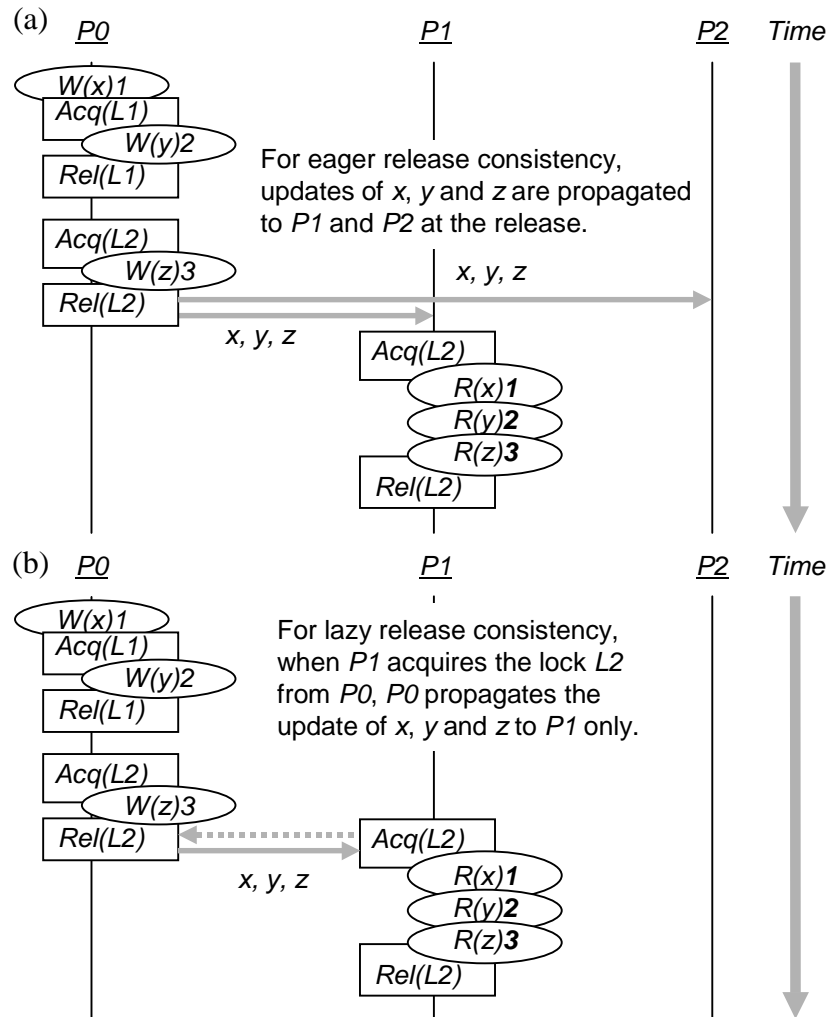 (a)
P0
P1
P2
Time
W(x)1
Acq(L1)
W(y)2
Rel(L1)
For eager release consistency,
updates of x, y and z are propagated
to P1 and P2 at the release.
Acq(L2)
W(z)3
Rel(L2)
x, y, z
x, y, z
Acq(L2)
R(x)1
R(y)2
R(z)3
Rel(L2)
(b)
P0
P1
P2
Time
W(x)1
Acq(L1)
W(y)2
Rel(L1)
For lazy release consistency,
when P1 acquires the lock L2
from P0, P0 propagates the
update of x, y and z to P1 only.
Acq(L2)
W(z)3
Rel(L2)
x, y, z
Acq(L2)
R(x)1
R(y)2
R(z)3
Rel(L2)